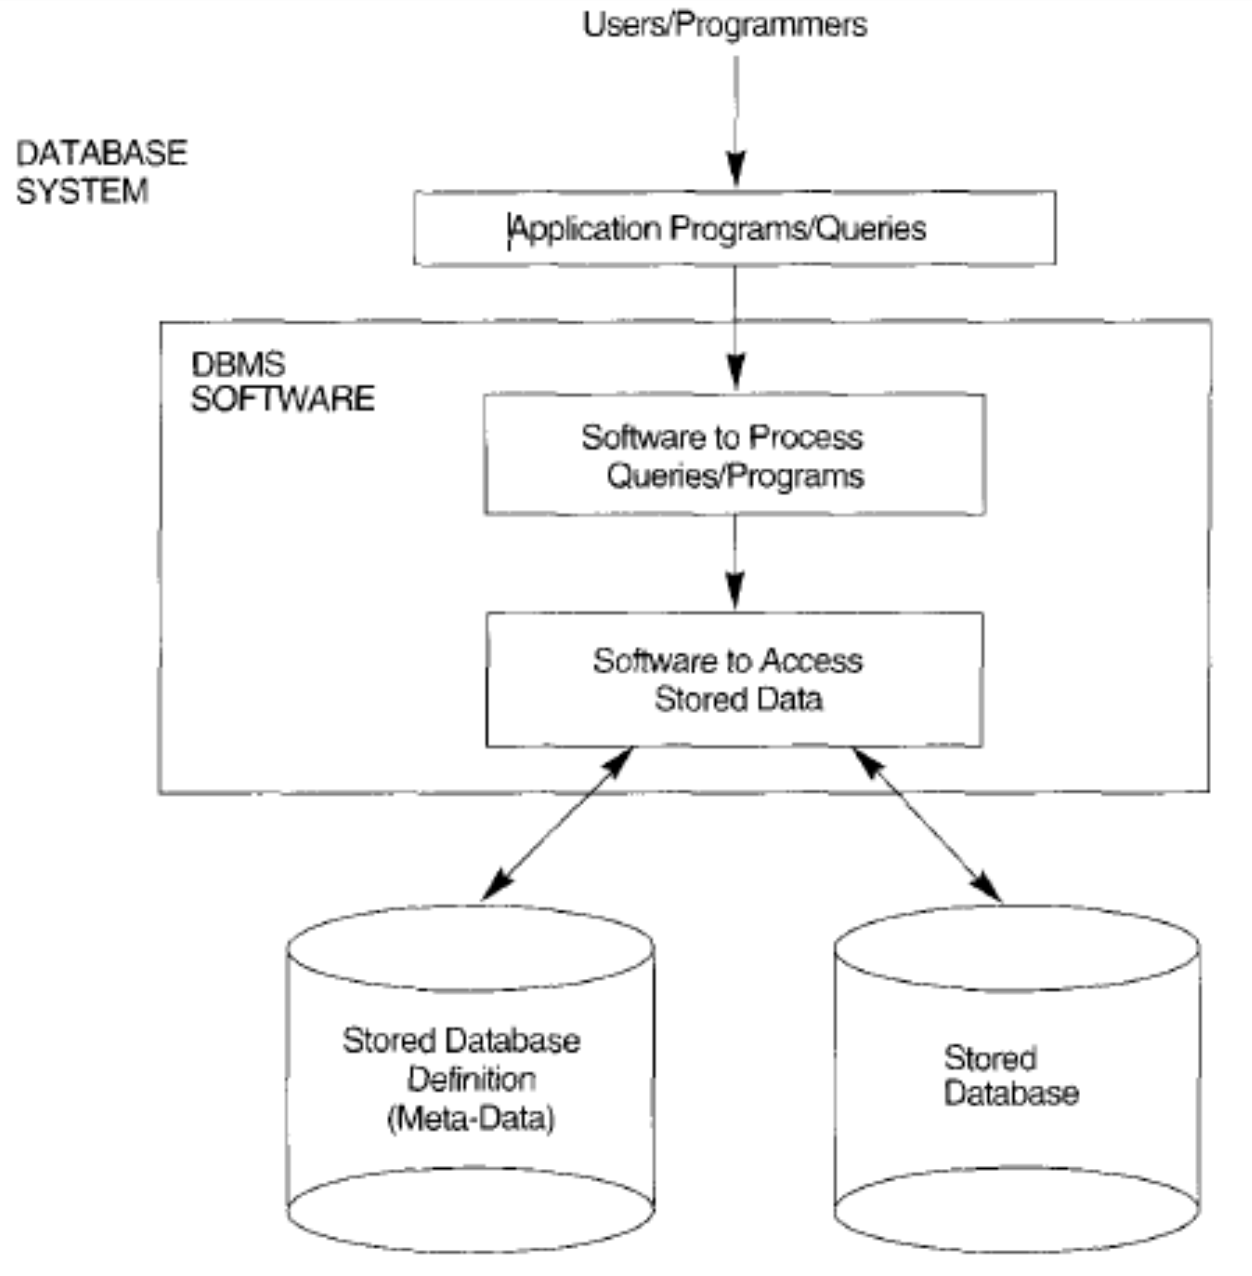 Users/Programmers
DATABASE
SYSTEM
Application Programs/Queries
DBMS
SOFTWARE
Software to Process
Queries/Programs
Software to Access
Stored Data
Stored Database
Definition
(Meta-Data)
Stored
Database